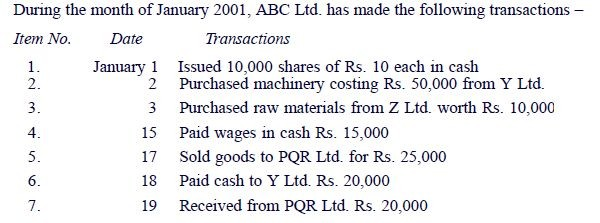 During the month of January 2001, ABC Ltd. has made the following transactions –
Item No. Date Transactions
1. January 1 Issued 10,000 shares of Rs. 10 each in cash
2. 2 Purchased machinery costing Rs. 50,000 from Y Ltd.
3. 3 Purchased raw materials from Z Ltd. worth Rs. 10,000
4. 15 Paid wages in cash Rs. 15,000
5. 17 Sold goods to PQR Ltd. for Rs. 25,000
6. 18 Paid cash to Y Ltd. Rs. 20,000
7. 19 Received from PQR Ltd. Rs. 20,000